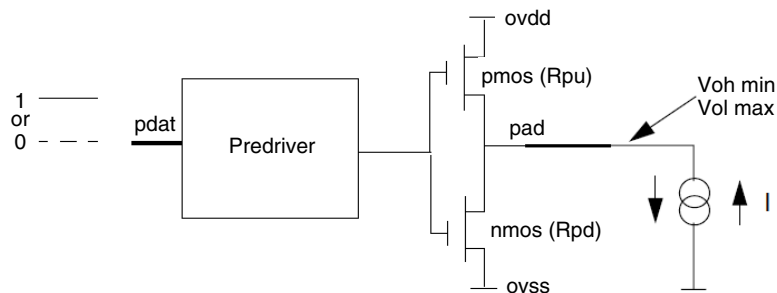 ovdd
pmos (Rpu)
Voh min
Vol max
1
or
0
pdat
Predriver
pad
nmos (Rpd)
I
ovss